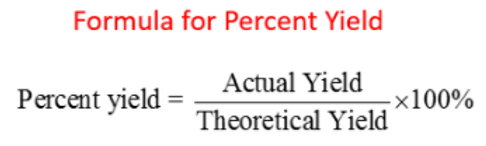 Formula for Percent Yield
Percent yield = Actual Yield / Theoretical Yield ×100%